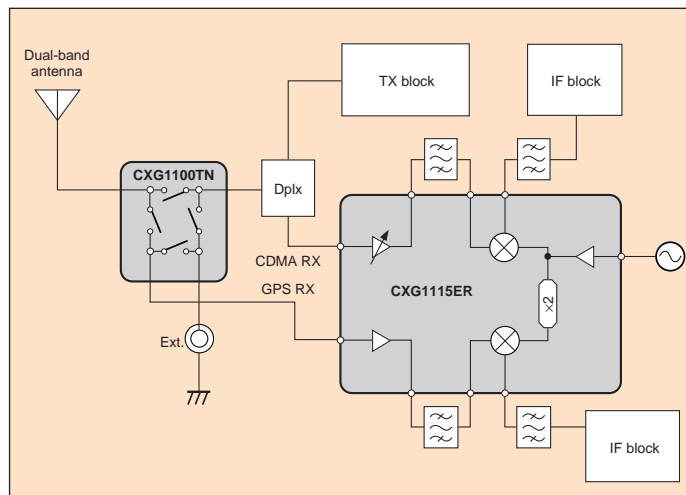 Dual-band
antenna
TX block
IF block
CXG1100TN
Dplx
CDMA RX
GPS RX
CXG1115ER
×2
Ext.
IF block